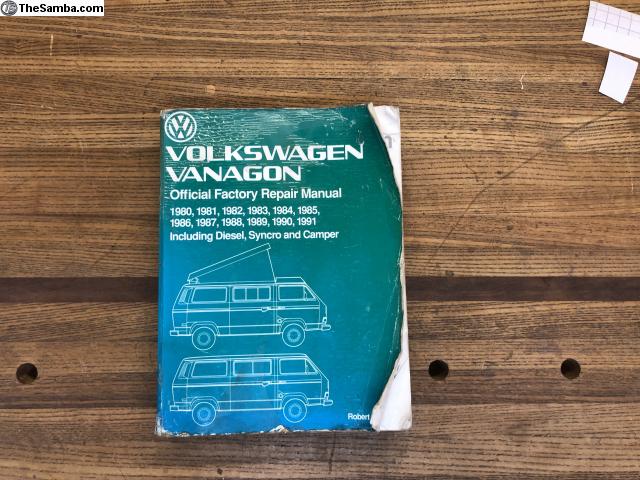 TheSamba.com
VOLKSWAGEN
VANAGON
Official Factory Repair Manual
1980, 1981, 1982, 1983, 1984, 1985,
1986, 1987, 1988, 1989, 1990, 1991
Including Diesel, Syncro and Camper
Robert